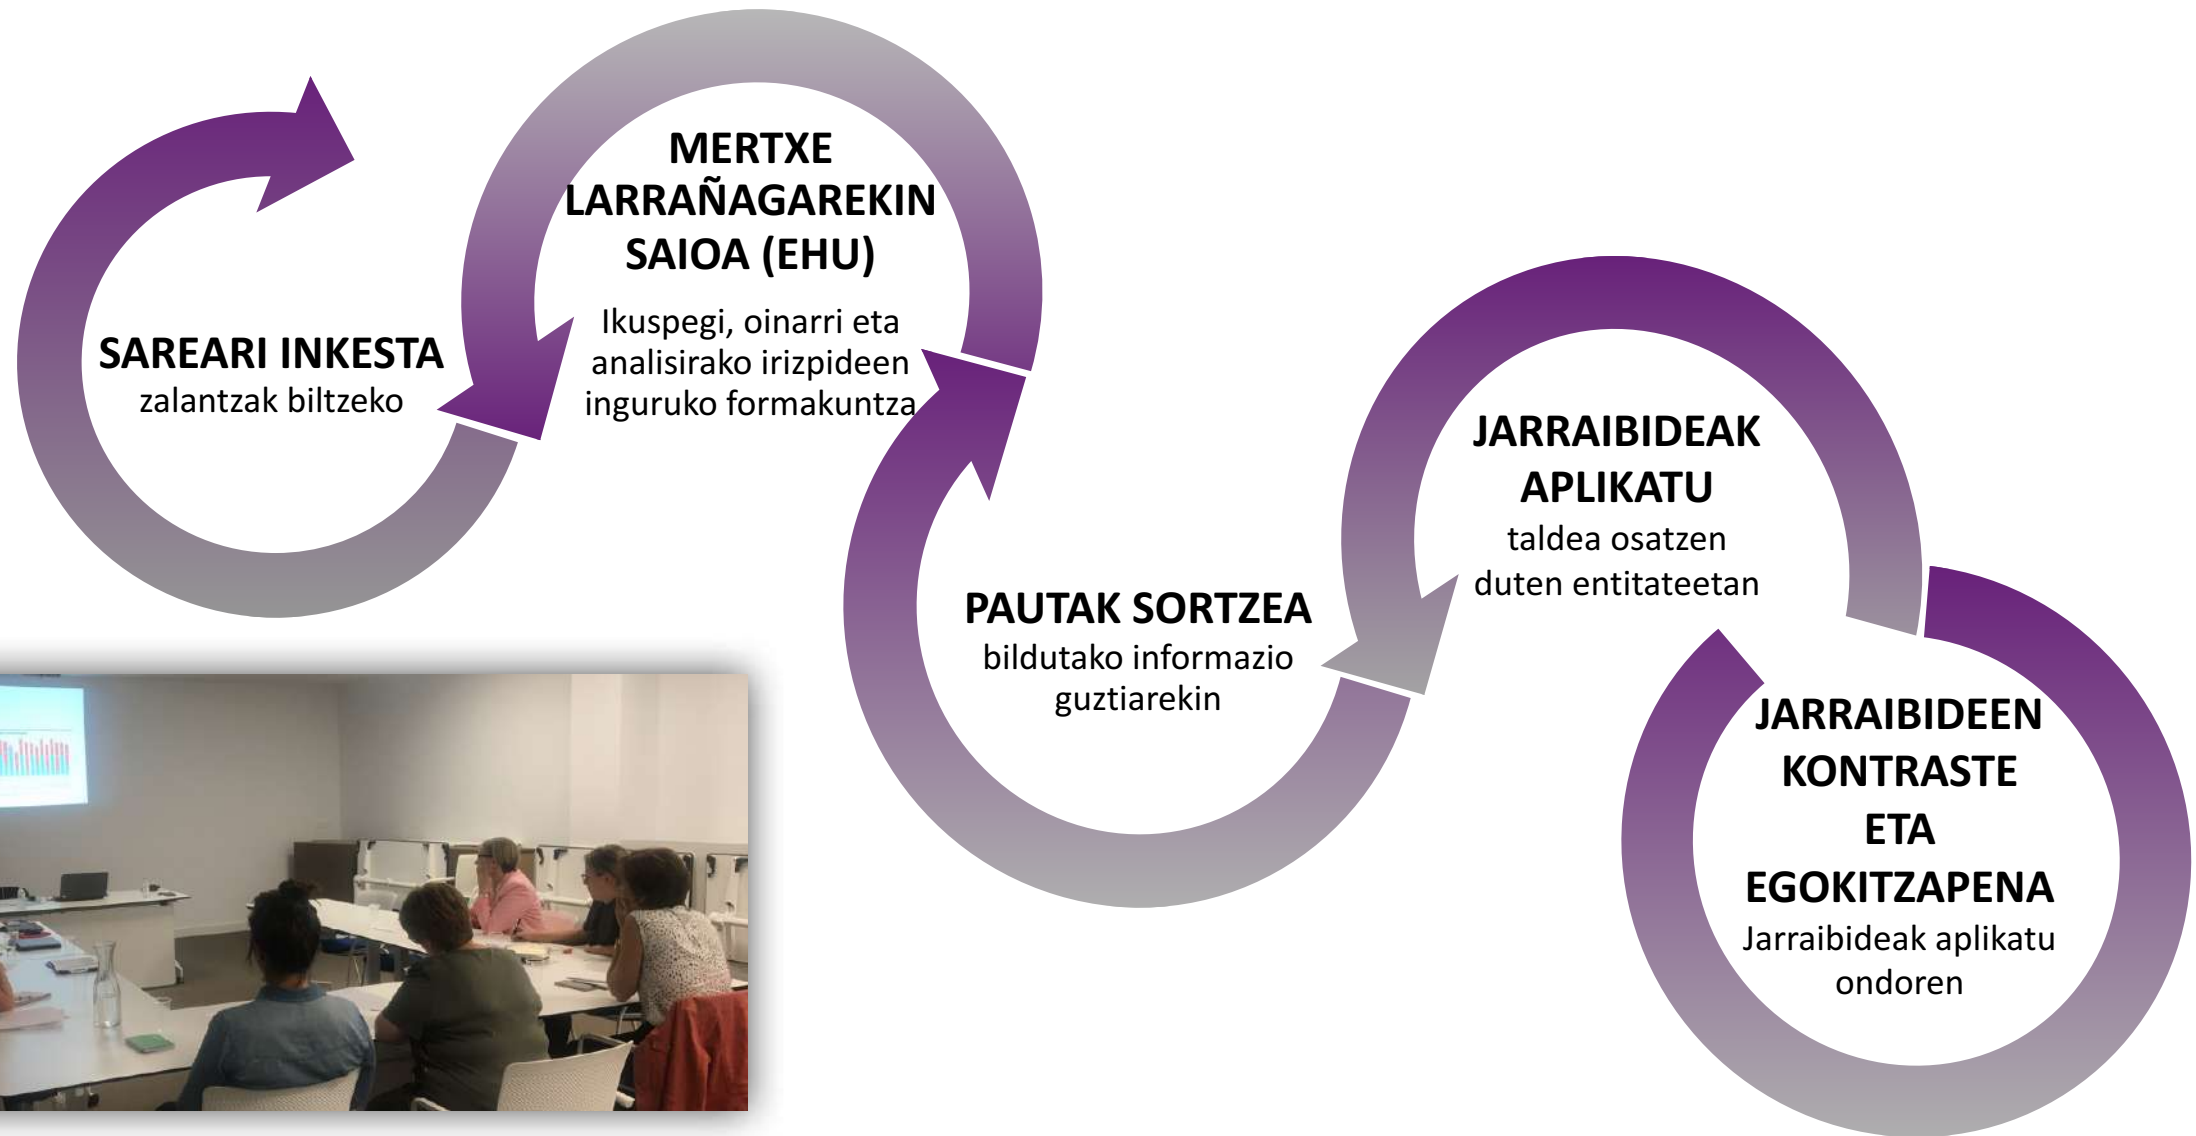 SAREARI INKESTA
zalantzak biltzeko
MERTXE
LARRAÑAGAREKIN
SAIOA (EHU)
Ikuspegi, oinarri eta
analisirako irizpideen
inguruko formakuntza
PAUTAK SORTZEA
bildutako informazio
guztiarekin
JARRAIBIDEAK
APLIKATU
taldea osatzen
duten entitateetan
JARRAIBIDEEN
KONTRASTE
ETA
EGOKITZAPENA
Jarraibideak aplikatu
ondoren